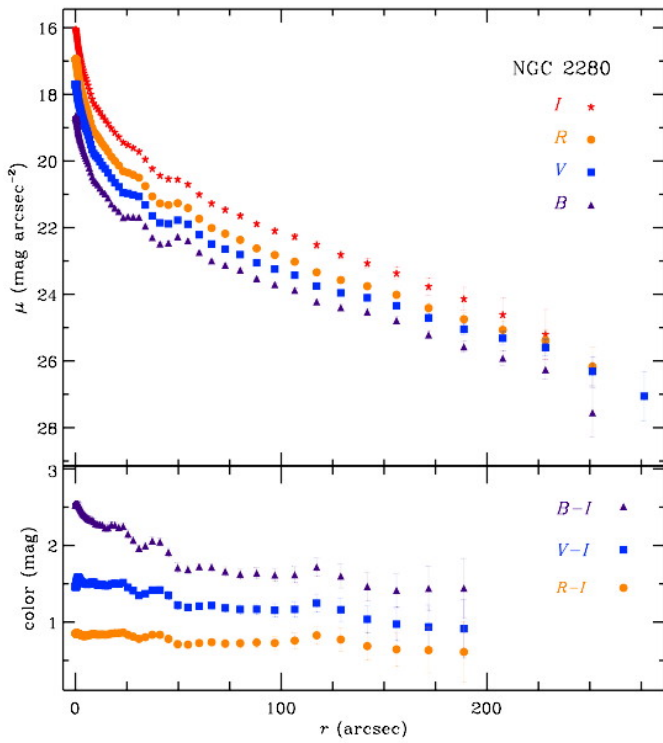 NGC 2280
I
R
V
B
16
18
20
22
24
26
28
μ (mag arcsec⁻²)
B-I
V-I
R-I
3
2
1
color (mag)
0 100 200
r (arcsec)